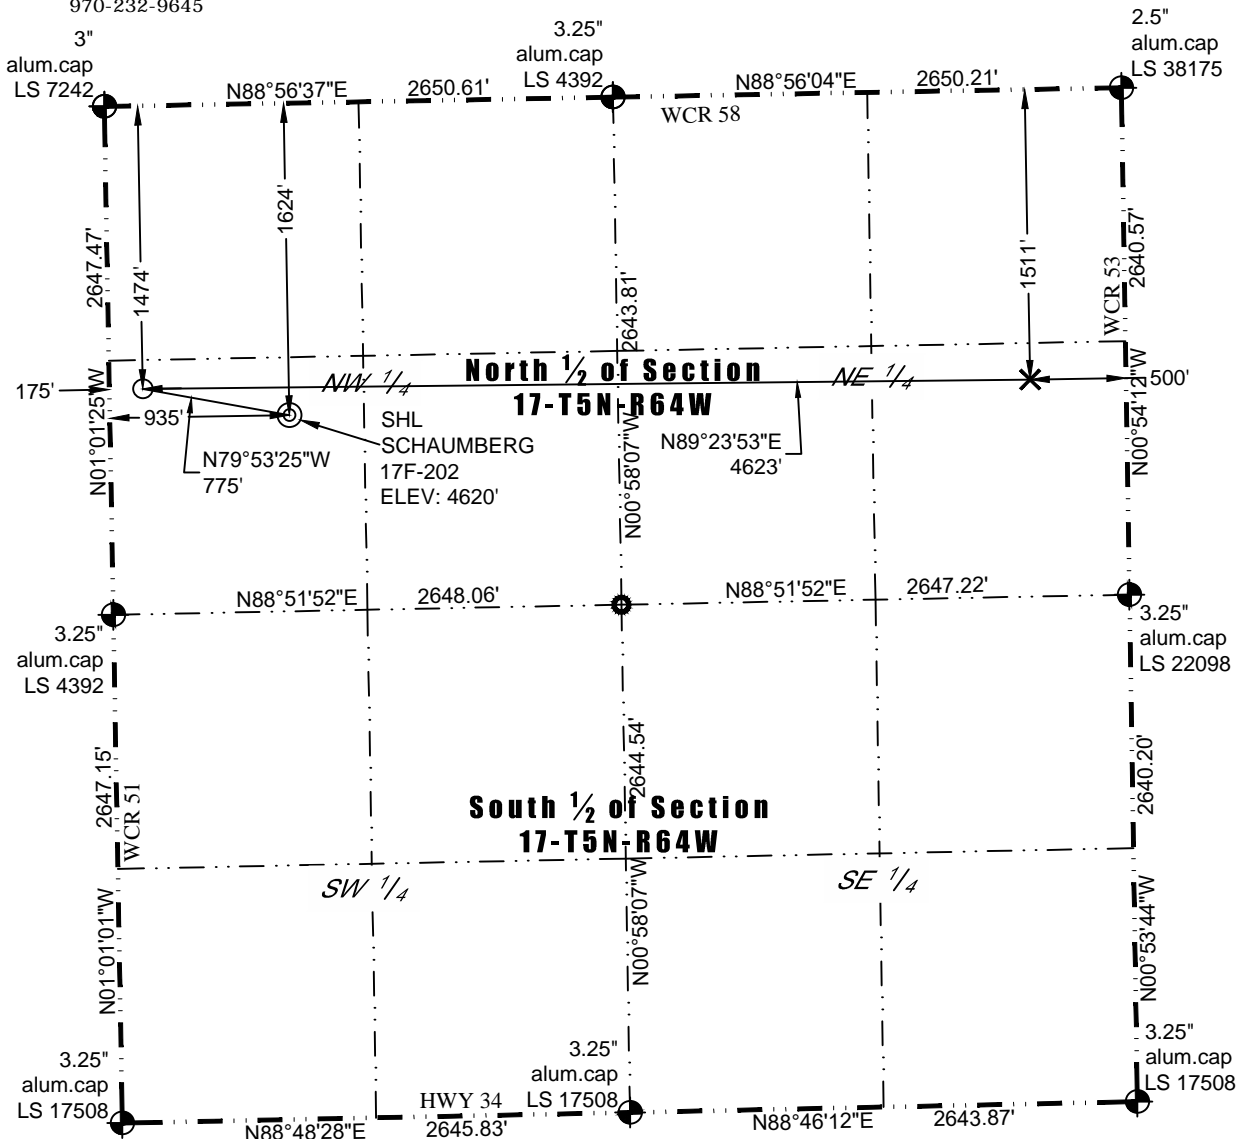 970-232-9645
3"
alum.cap
LS 7242
3.25"
alum.cap
LS 4392
2.5"
alum.cap
LS 38175
N88°56'37"E
2650.61'
N88°56'04"E
2650.21'
WCR 58
2647.47'
1474'
1624'
2643.81'
1511'
WCR 53
2640.57'
North ½ of Section
17-T5N-R64W
NW 1/4
NE 1/4
175'
935'
500'
N01°01'25"W
N79°53'25"W
775'
SHL
SCHAUMBERG
17F-202
ELEV: 4620'
N00°58'07"W
N89°23'53"E
4623'
N00°54'12"W
N88°51'52"E
2648.06'
N88°51'52"E
2647.22'
3.25"
alum.cap
LS 4392
3.25"
alum.cap
LS 22098
2647.15'
WCR 51
2644.54'
2640.20'
South ½ of Section
17-T5N-R64W
SW 1/4
SE 1/4
N01°01'01"W
N00°58'07"W
N00°53'44"W
3.25"
alum.cap
LS 17508
3.25"
alum.cap
LS 17508
3.25"
alum.cap
LS 17508
HWY 34
N88°48'28"E
2645.83'
N88°46'12"E
2643.87'